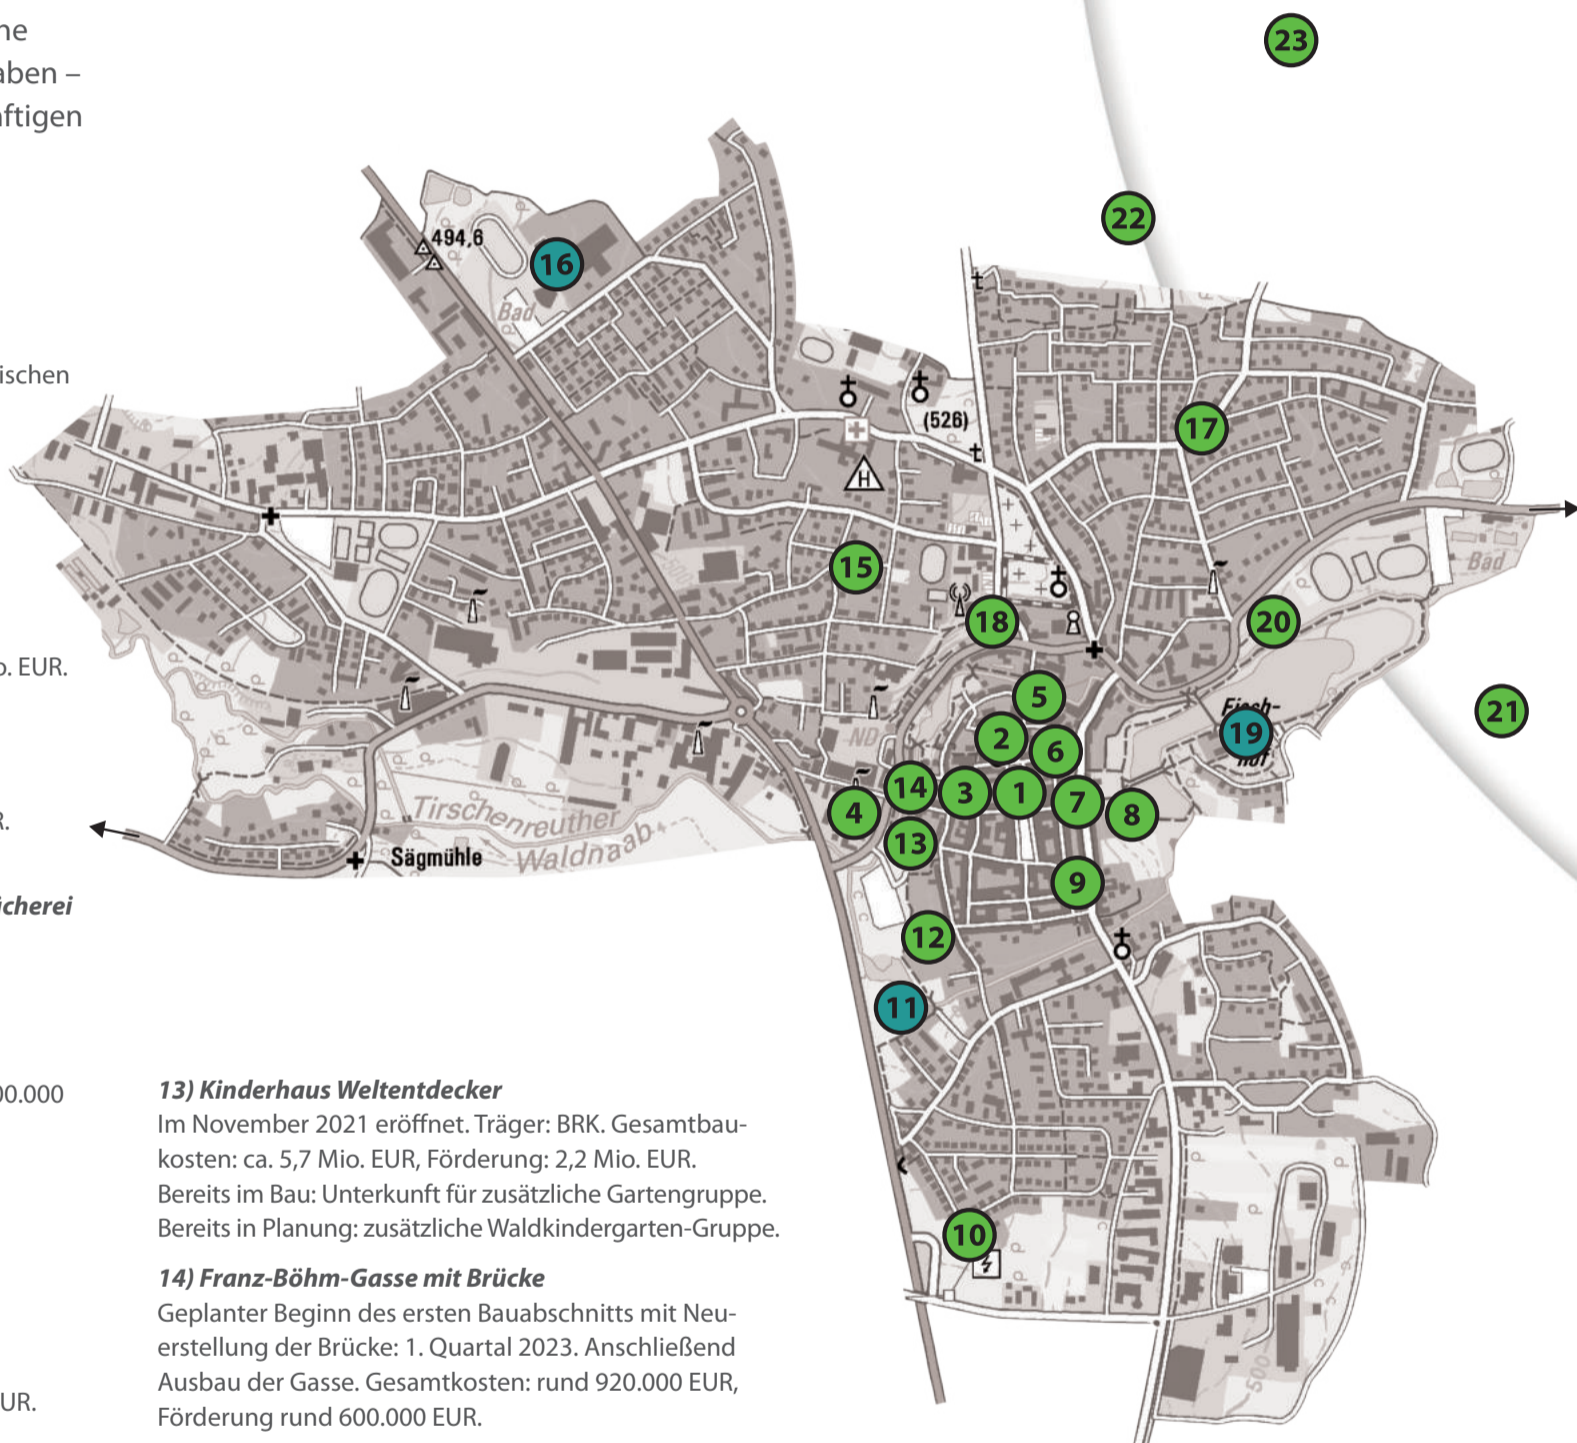 ne
aben –
aftigen
ischen
o. EUR.
R.
icherei
00.000
EUR.
13) Kinderhaus Weltentdecker
Im November 2021 eröffnet. Träger: BRK. Gesamtbau-
kosten: ca. 5,7 Mio. EUR, Förderung: 2,2 Mio. EUR.
Bereits im Bau: Unterkunft für zusätzliche Gartengruppe.
Bereits in Planung: zusätzliche Waldkindergarten-Gruppe.
14) Franz-Böhm-Gasse mit Brücke
Geplanter Beginn des ersten Bauabschnitts mit Neu-
erstellung der Brücke: 1. Quartal 2023. Anschließend
Ausbau der Gasse. Gesamtkosten: rund 920.000 EUR,
Förderung rund 600.000 EUR.
23
22
494,6
16
Bad
(526)
17
H
500
15
Bad
18
20
5
21
ND
2
6
19
14
3
1
7
8
4
Tirschenreuther
Waldnaab
13
Sägmühle
9
12
11
10
500